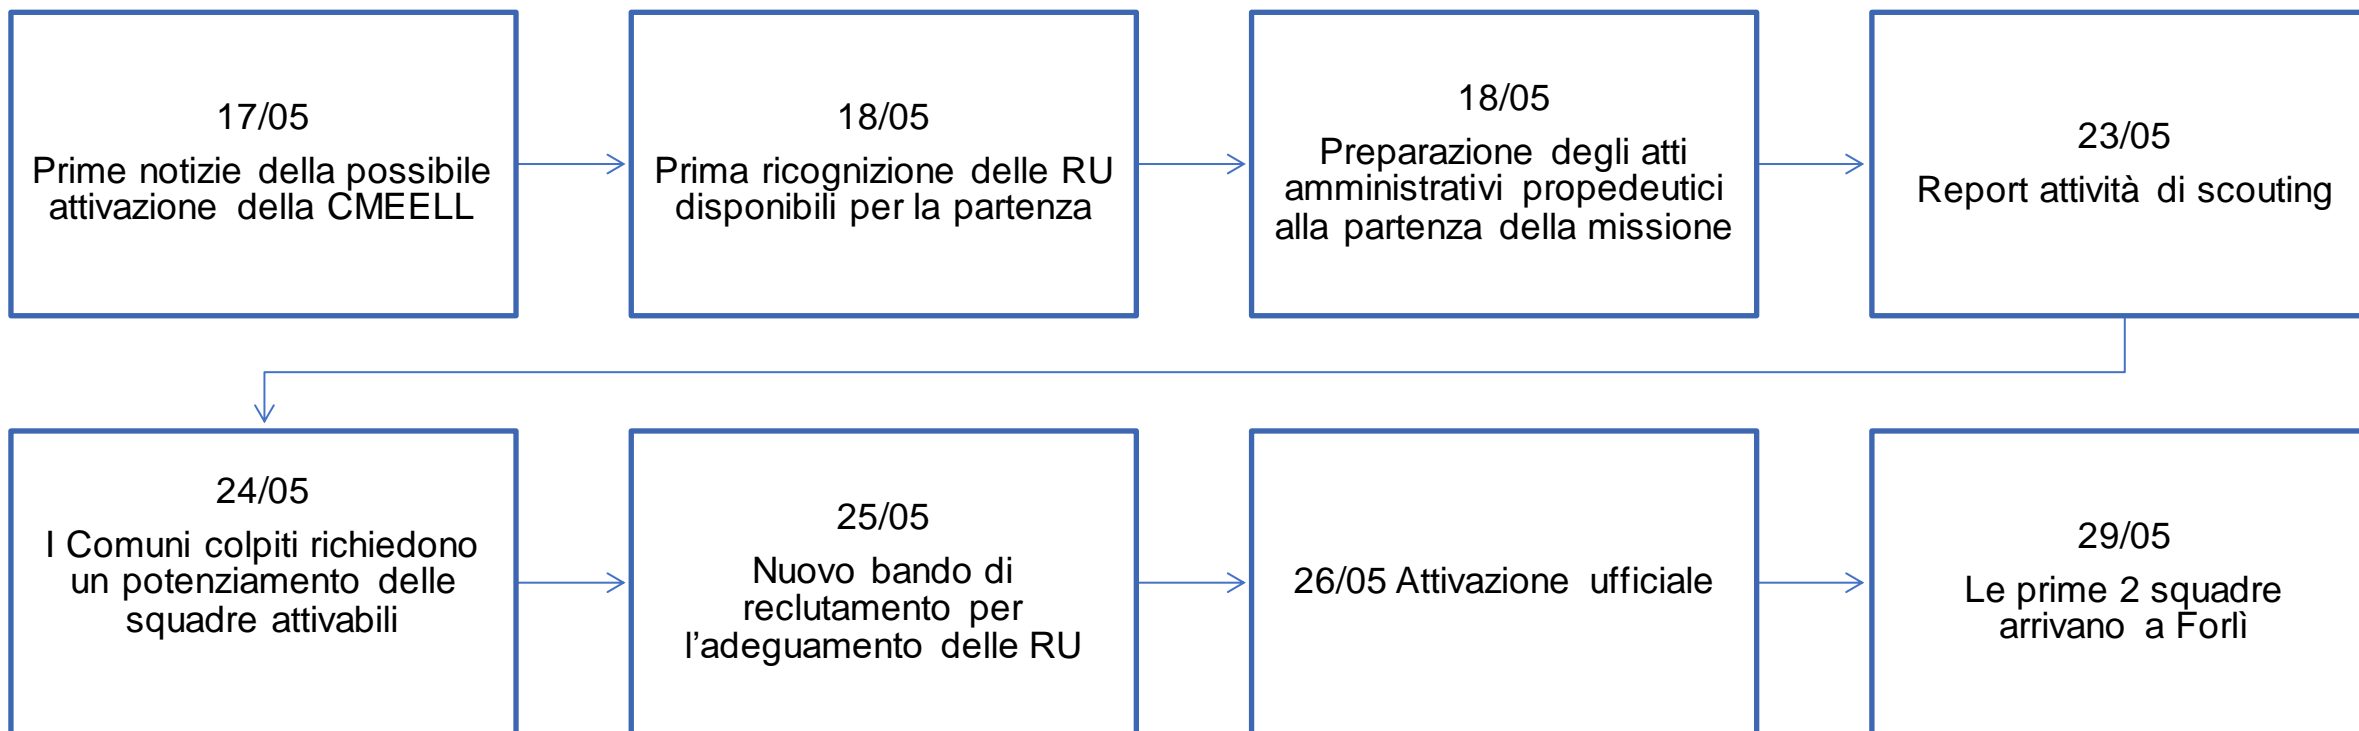 17/05
Prime notizie della possibile
attivazione della CMEELL
18/05
Prima ricognizione delle RU
disponibili per la partenza
18/05
Preparazione degli atti
amministrativi propedeutici
alla partenza della missione
23/05
Report attività di scouting
24/05
I Comuni colpiti richiedono
un potenziamento delle
squadre attivabili
25/05
Nuovo bando di
reclutamento per
l’adeguamento delle RU
26/05 Attivazione ufficiale
29/05
Le prime 2 squadre
arrivano a Forlì